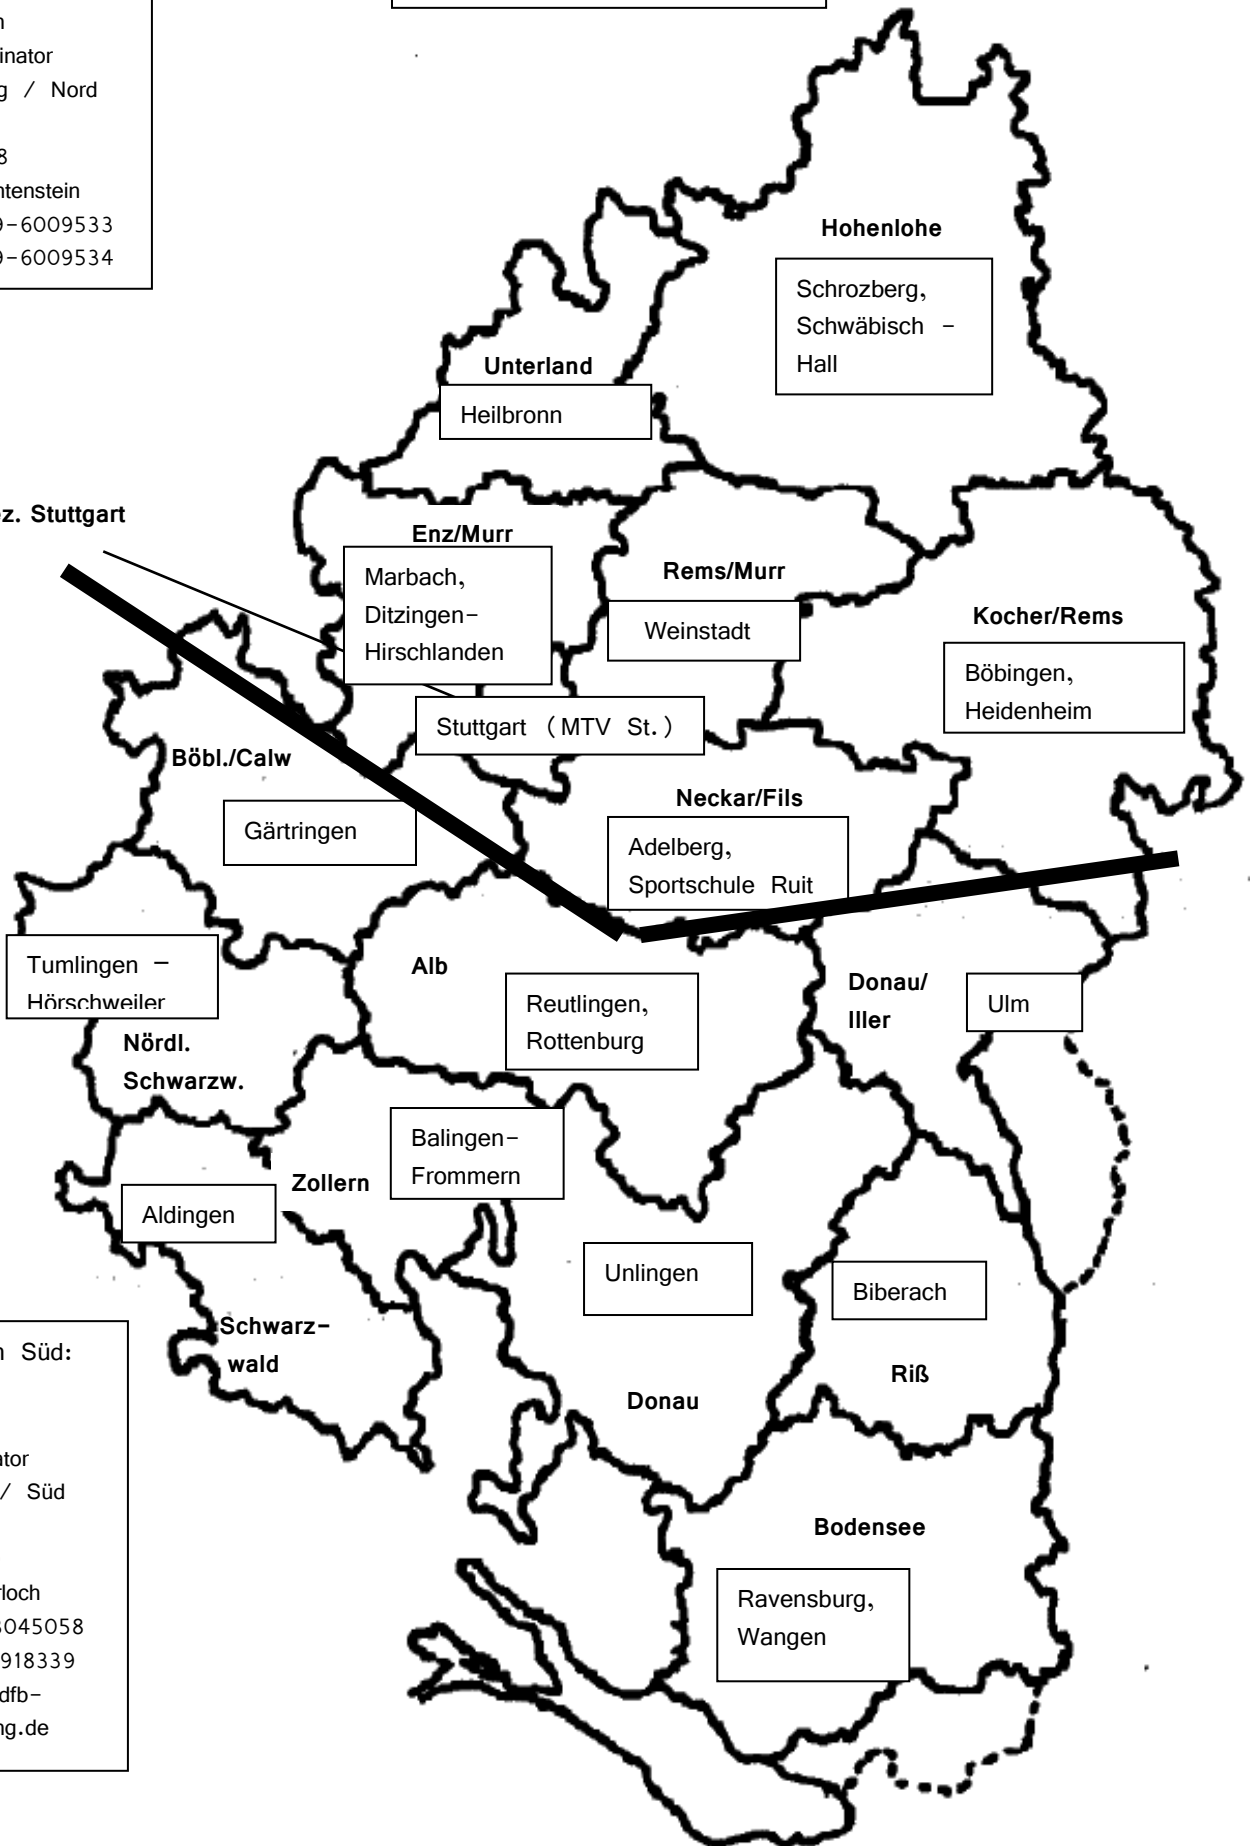 g / Nord
8
9-6009533
9-6009534
Hohenlohe
Schrozberg,
Schwäbisch -
Hall
Unterland
Heilbronn
z. Stuttgart
Enz/Murr
Marbach,
Ditzingen-
Hirschlanden
Rems/Murr
Weinstadt
Kocher/Rems
Böbingen,
Heidenheim
Stuttgart (MTV St.)
Böbl./Calw
Gärtringen
Neckar/Fils
Adelberg,
Sportschule Ruit
Tumlingen -
Hörschweiler
Nördl.
Schwarzw.
Alb
Reutlingen,
Rottenburg
Donau/
Iller
Ulm
Balingen-
Frommern
Zollern
Aldingen
Unlingen
Biberach
Schwarz-
wald
Riß
Donau
n Süd:
ator
/ Süd
rloch
3045058
918339
dfb-
ng.de
Bodensee
Ravensburg,
Wangen